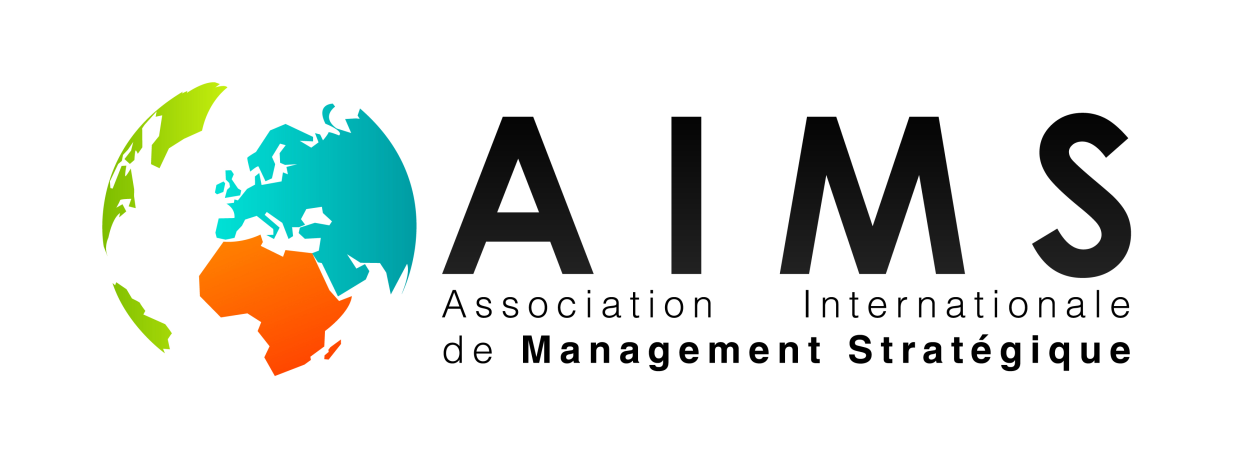 AIMS
Association Internationale
de Management Stratégique